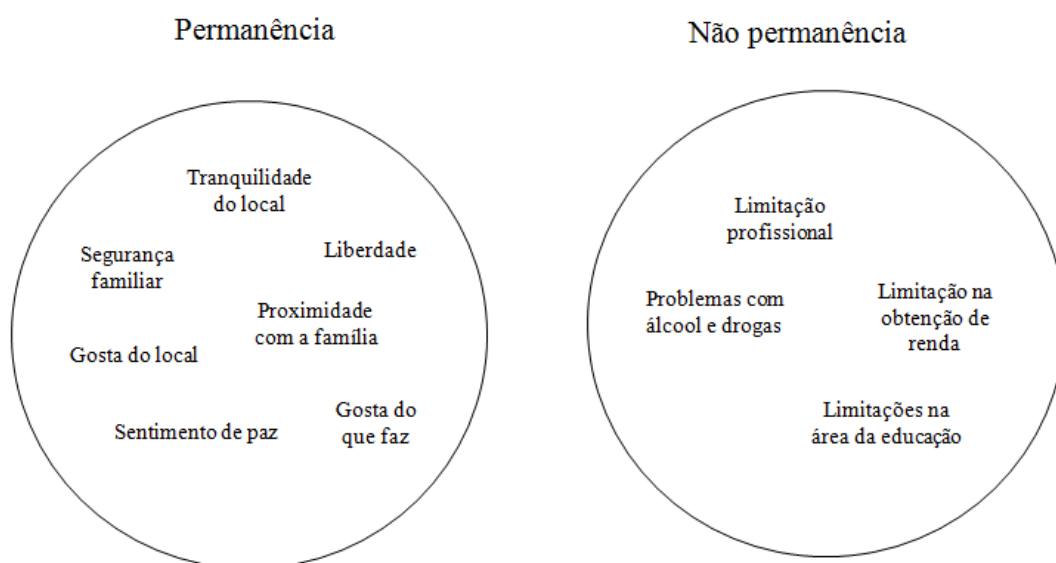 Permanência
Tranquilidade
do local
Segurança
familiar
Liberdade
Proximidade
com a família
Gosta do local
Sentimento de paz
Gosta do
que faz
Não permanência
Limitação
profissional
Problemas com
álcool e drogas
Limitação na
obtenção de
renda
Limitações na
área da educação